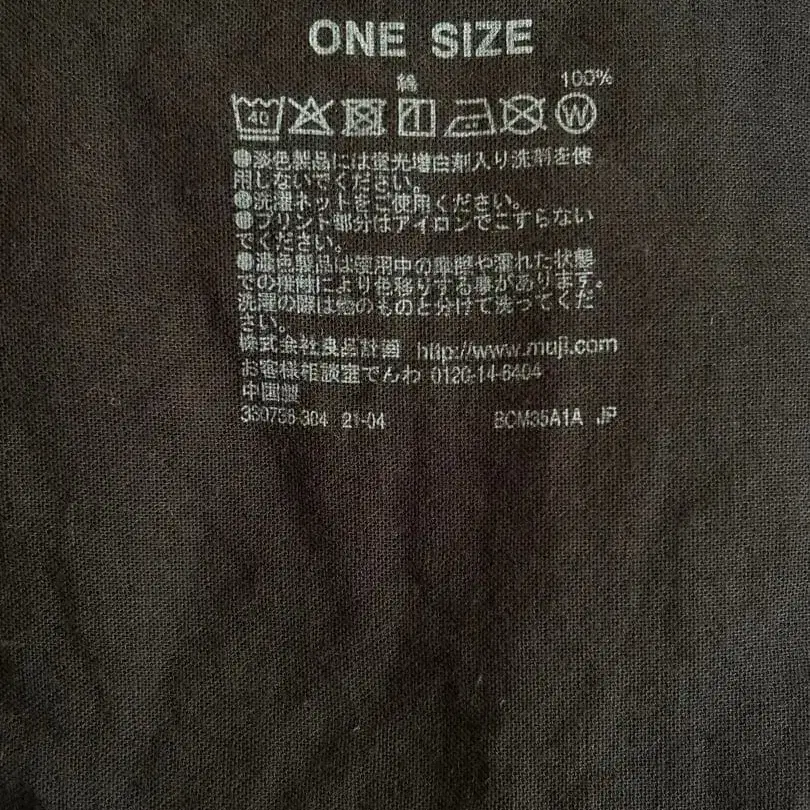 ONE SIZE
綿 100%
40 W
●淡色製品には蛍光増白剤入り洗剤を使
用しないでください。
●洗濯ネットをご使用ください。
●プリント部分はアイロンでこすらない
でください。
●濃色製品は使用中の摩擦や濡れた状態
での接触により色移りする事があります。
洗濯の際は他のものと分けて洗ってくだ
さい。
株式会社良品計画 http://www.muji.com
お客様相談室でんわ 0120-14-6404
中国製
21-04 BCM35A1A JP